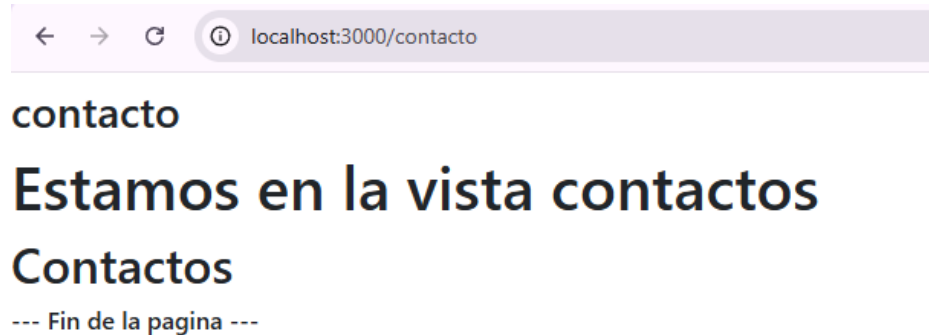 localhost:3000/contacto
contacto
Estamos en la vista contactos
Contactos
--- Fin de la pagina ---